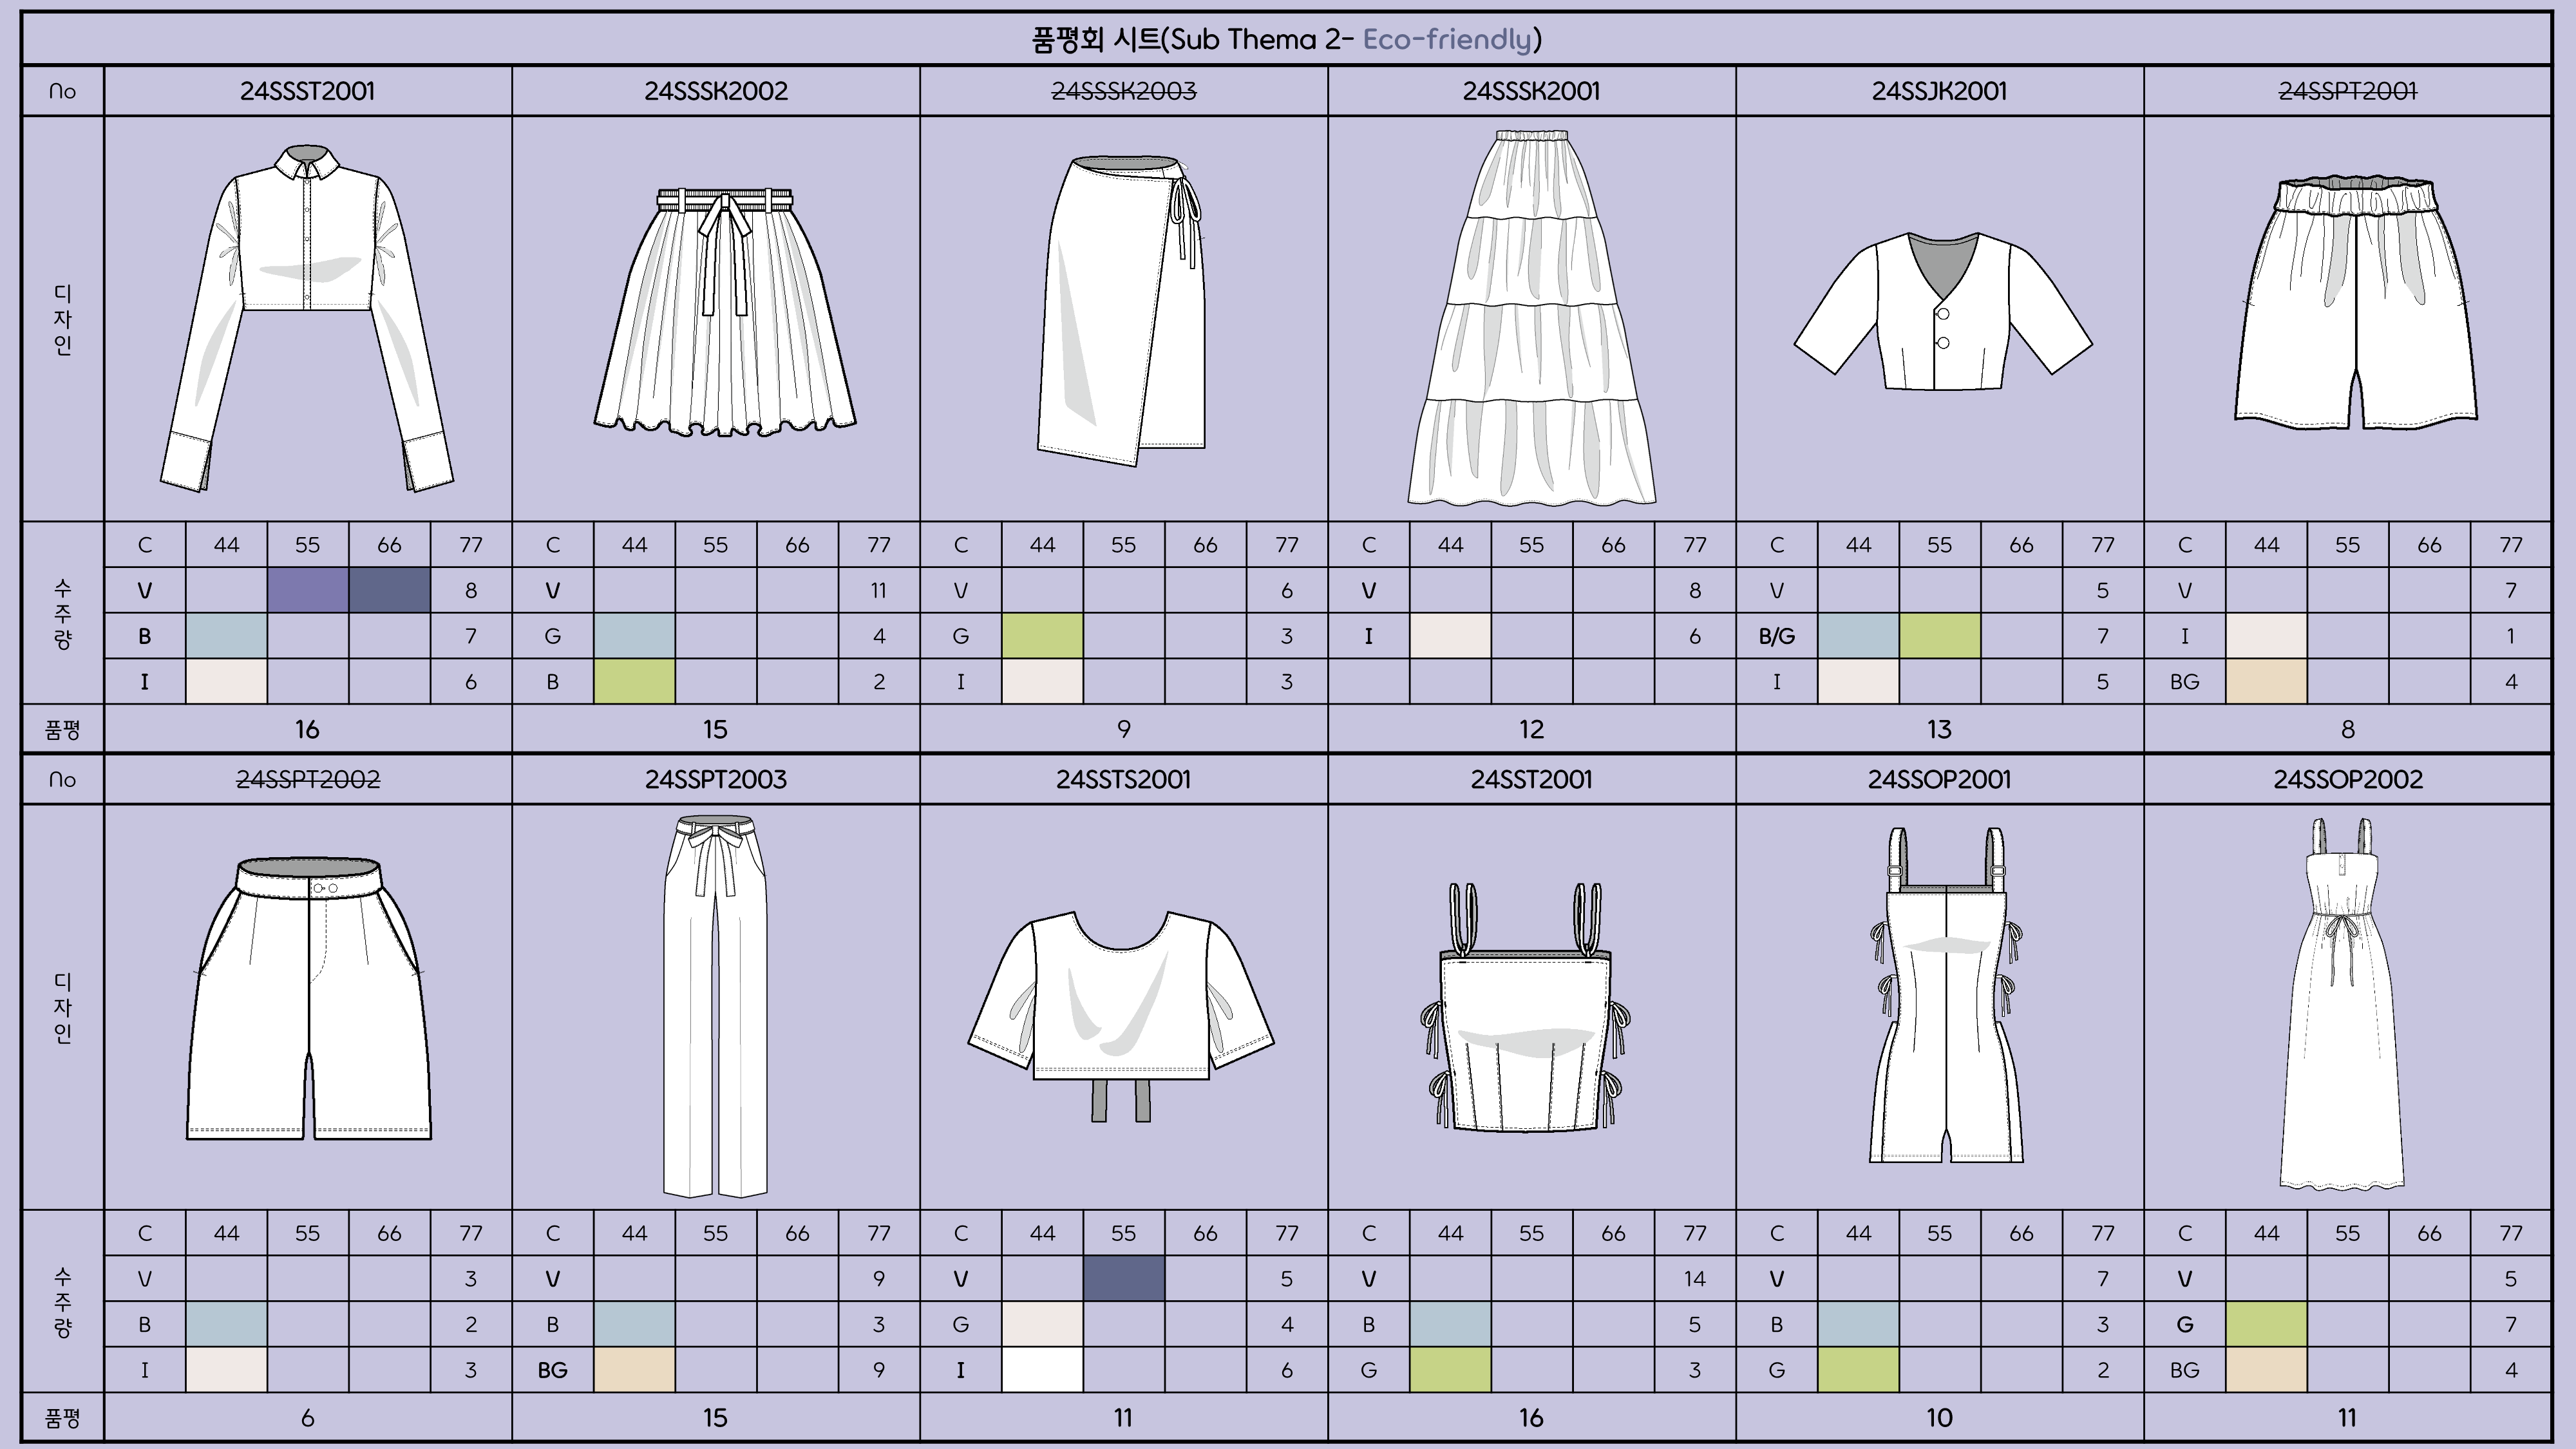 품평회 시트(Sub Thema 2- Eco-friendly)
No 24SSST2001 24SSSK2002 24SSSK2003 24SSSK2001 24SSJK2001 24SSPT2001
디자인
수주량 C 44 55 66 77 C 44 55 66 77 C 44 55 66 77 C 44 55 66 77 C 44 55 66 77 C 44 55 66 77
V 8 V 11 V 6 V 8 V 5 V 7
B 7 G 4 G 3 I 6 B/G 7 I 1
I 6 B 2 I 3 I 5 BG 4
품평 16 15 9 12 13 8
No 24SSPT2002 24SSPT2003 24SSTS2001 24SST2001 24SSOP2001 24SSOP2002
디자인
수주량 C 44 55 66 77 C 44 55 66 77 C 44 55 66 77 C 44 55 66 77 C 44 55 66 77 C 44 55 66 77
V 3 V 9 V 5 V 14 V 7 V 5
B 2 B 3 G 4 B 5 B 3 G 7
I 3 BG 9 I 6 G 3 G 2 BG 4
품평 6 15 11 16 10 11